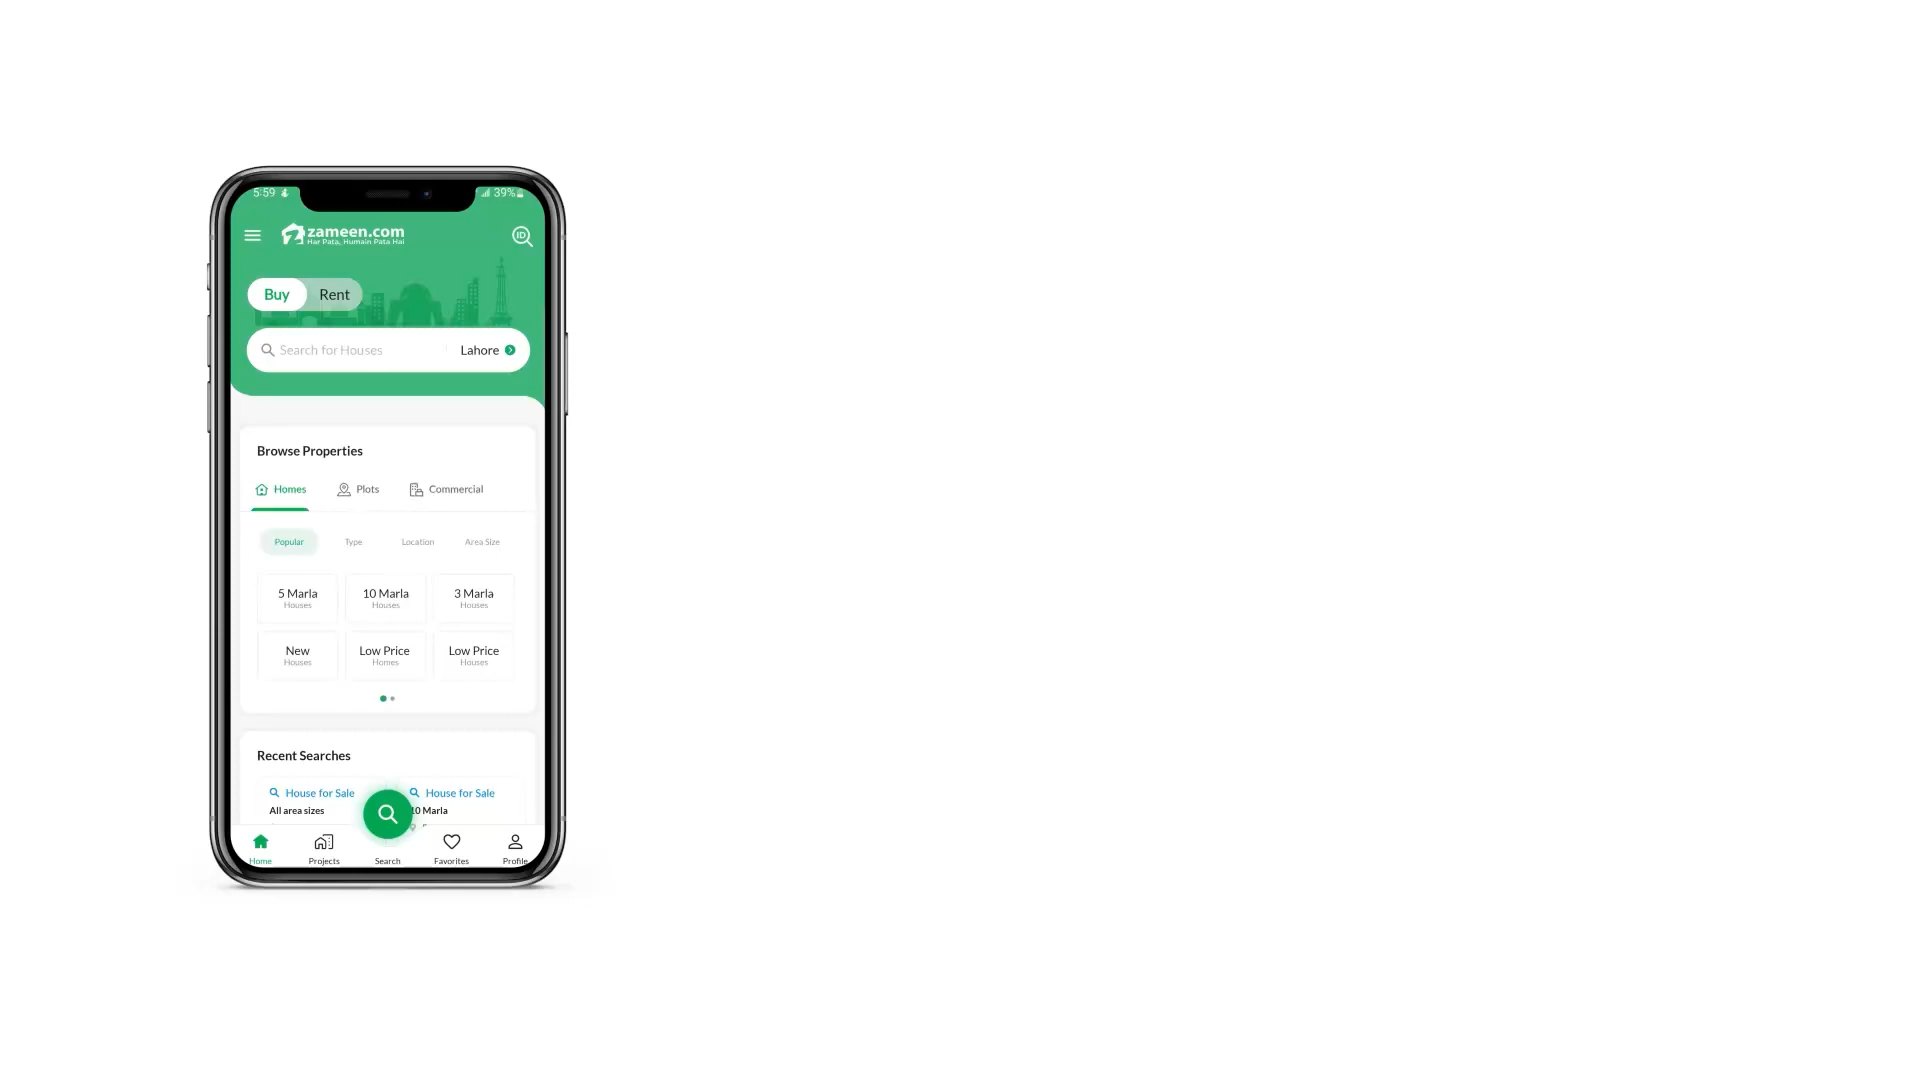 5:59
39%
zameen.com
Har Pata, Humain Pata Hai
ID
Buy Rent
Search for Houses Lahore
Browse Properties
Homes Plots Commercial
Popular Type Location Area Size
5 Marla 10 Marla 3 Marla
Houses Houses Houses
New Low Price Low Price
Houses Homes Houses
Recent Searches
House for Sale House for Sale
All area sizes 10 Marla
Home Projects Search Favorites Profile